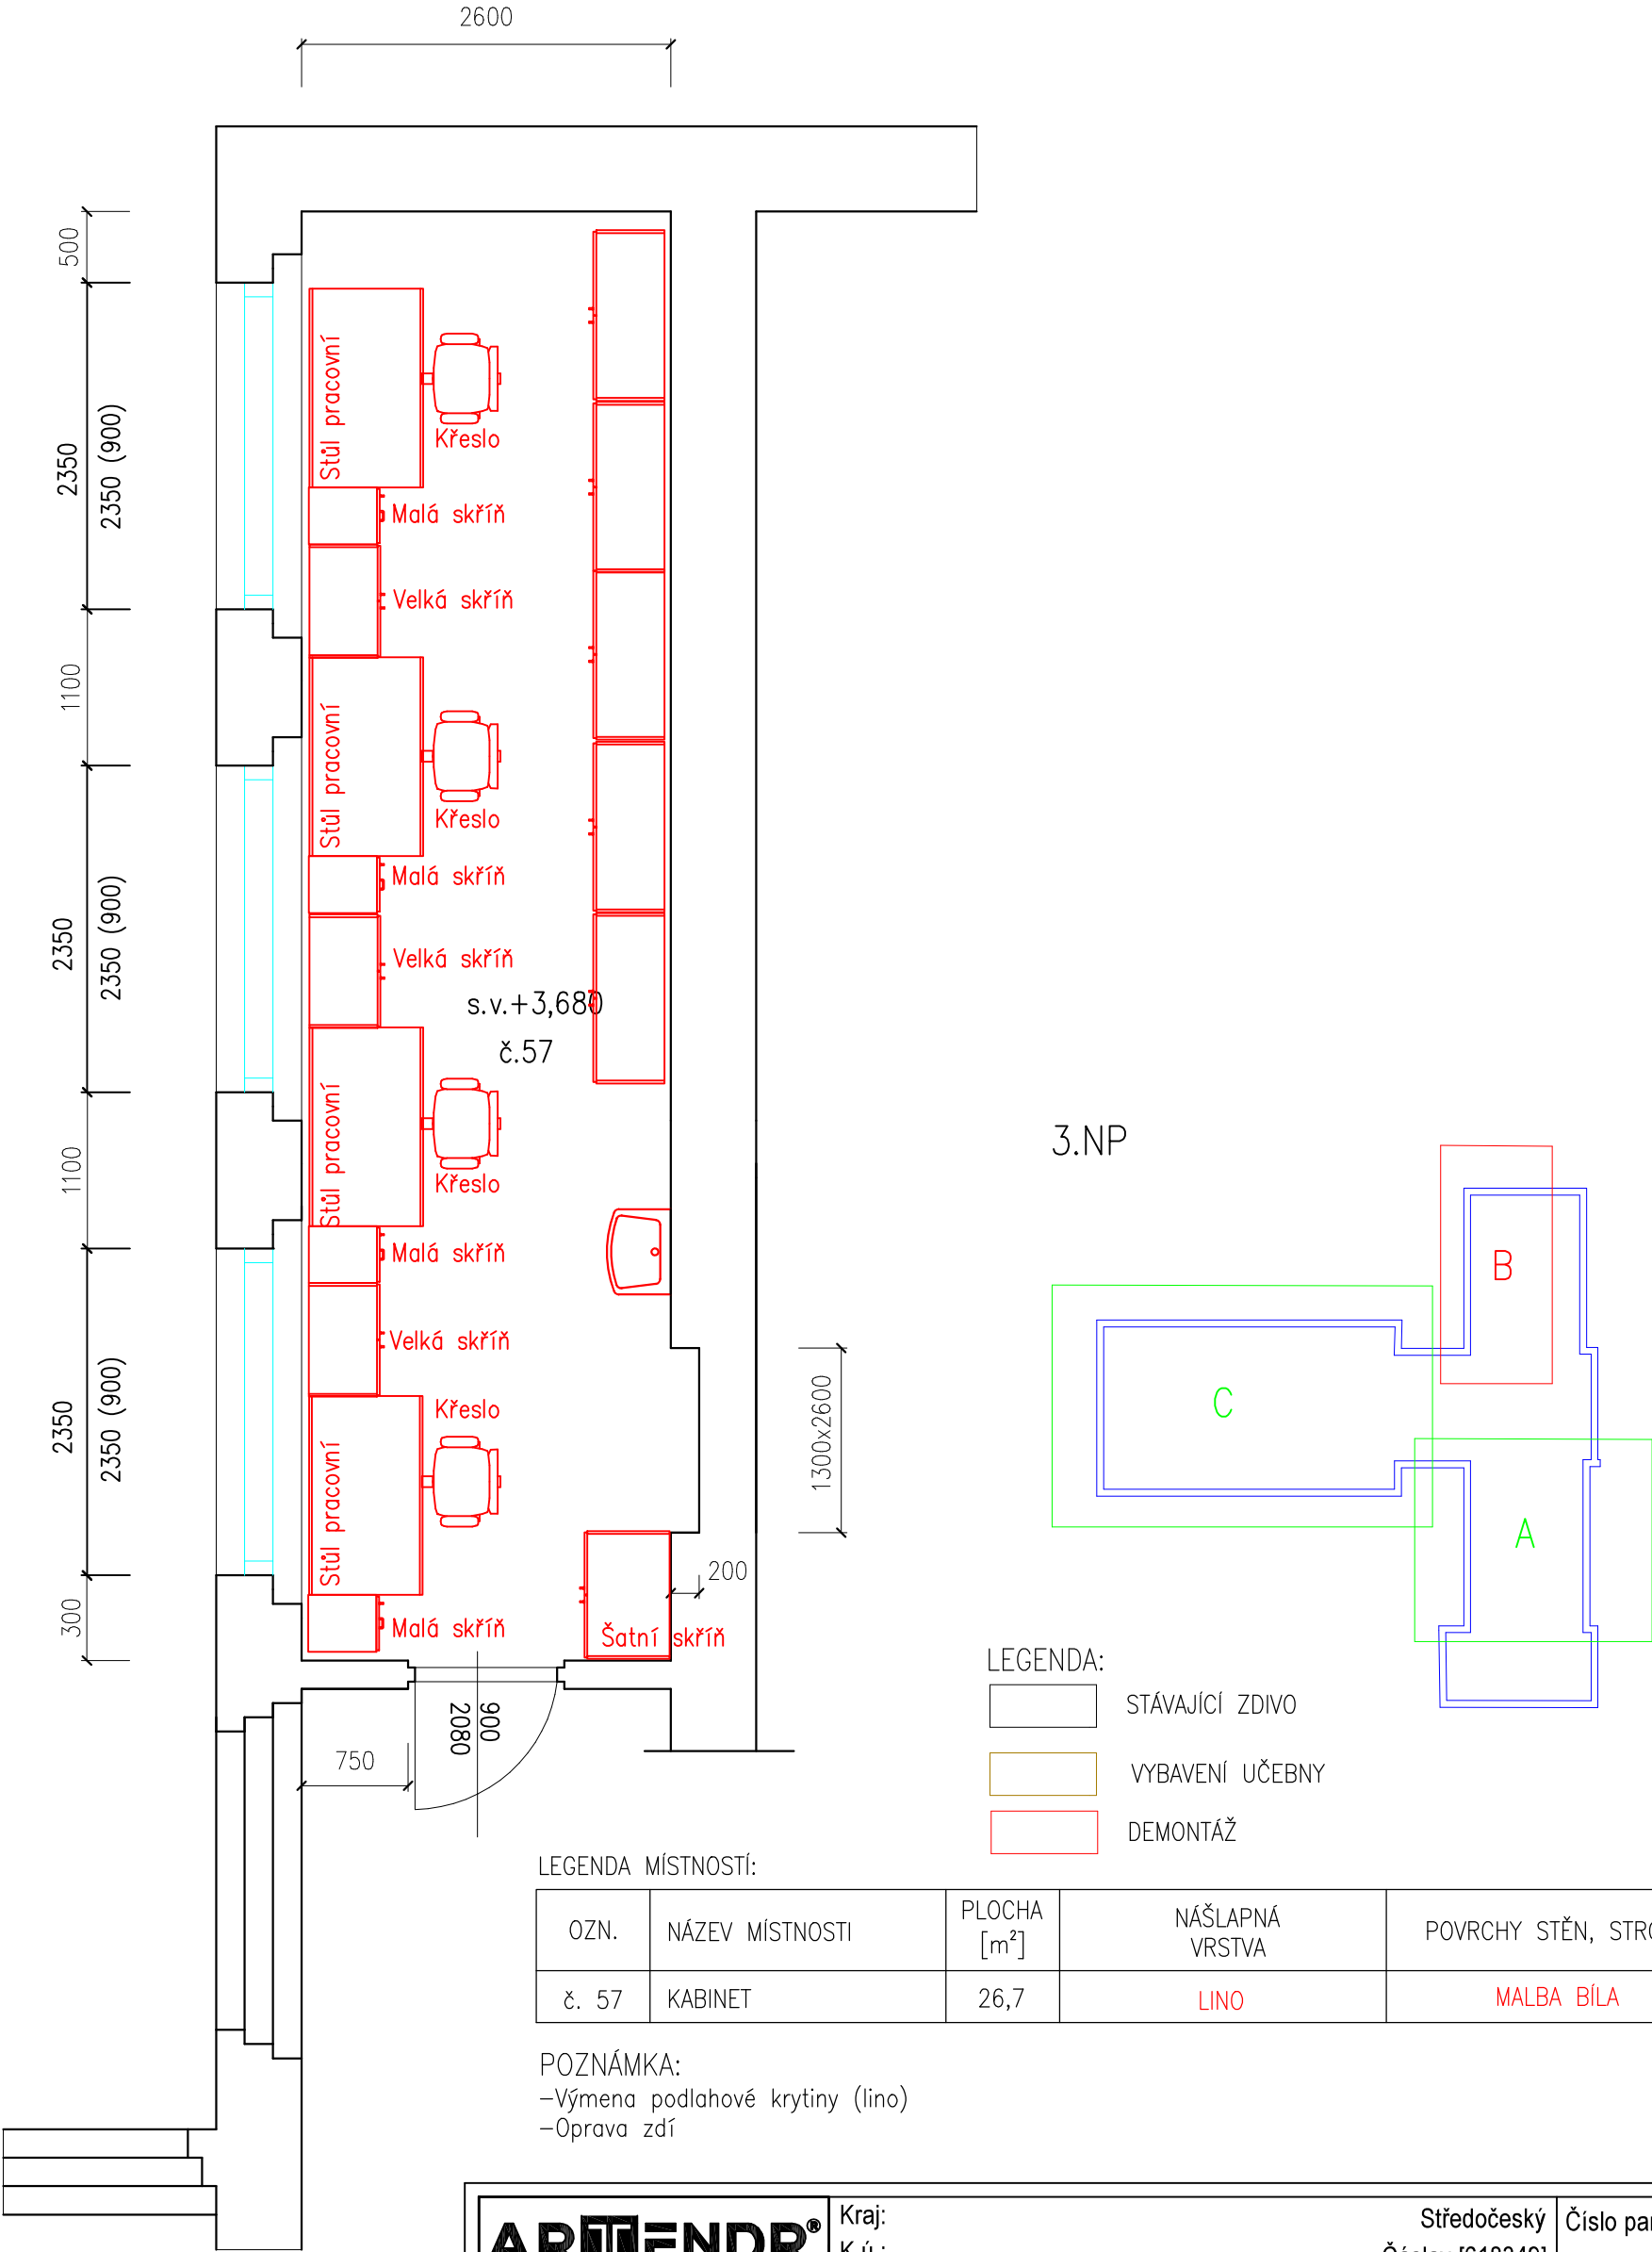 2600
500
2350
2350 (900)
1100
2350
2350 (900)
1100
2350
2350 (900)
300
Stůl pracovní
Křeslo
Malá skříň
Velká skříň
Stůl pracovní
Křeslo
Malá skříň
Velká skříň
s.v.+3,680
č.57
Stůl pracovní
Křeslo
Malá skříň
Velká skříň
Křeslo
Stůl pracovní
Malá skříň
Šatní skříň
1300x2600
200
900
2080
750
3.NP
B
C
A
LEGENDA:
STÁVAJÍCÍ ZDIVO
VYBAVENÍ UČEBNY
DEMONTÁŽ
LEGENDA MÍSTNOSTÍ:
OZN. NÁZEV MÍSTNOSTI PLOCHA [m²] NÁŠLAPNÁ VRSTVA POVRCHY STĚN,
č. 57 KABINET 26,7 LINO MALBA BÍLA
POZNÁMKA:
-Výmena podlahové krytiny (lino)
-Oprava zdí
Kraj: Středočeský Číslo